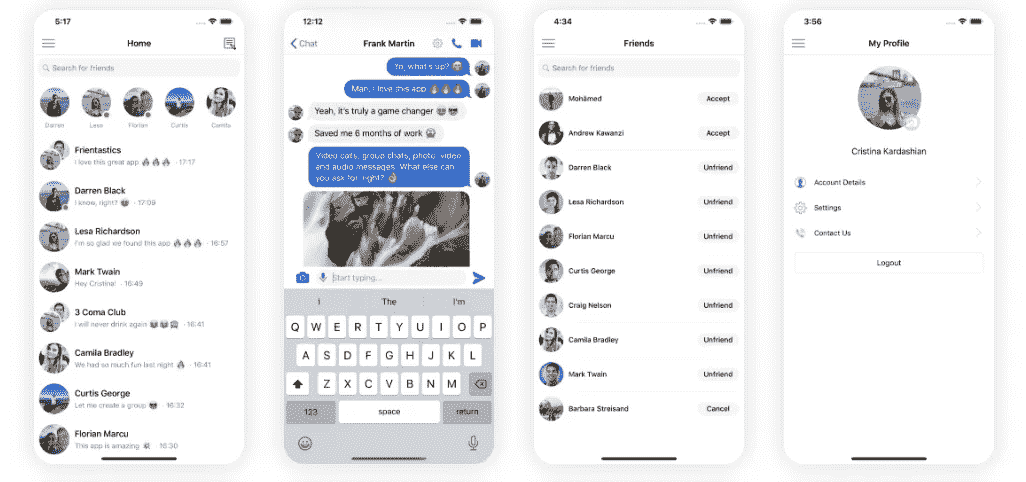 5:17
Home
Search for friends
Darren Lesa Florian Curtis Camila
Frientastics
I love this great app 🔥🔥🔥 · 17:17
Darren Black
I know, right? · 17:09
Lesa Richardson
I'm so glad we found this app 🔥🔥🔥 · 16:57
Mark Twain
Hey Cristina! · 16:49
3 Coma Club
I will never drink again · 16:41
Camila Bradley
We had so much fun last night 🔥 · 16:41
Curtis George
Let me create a group 😎 · 16:32
Florian Marcu
This app is amazing · 16:30
12:12
Chat
Frank Martin
Yo, what's up?
Man, I love this app 🔥🔥🔥
Yeah, it's truly a game changer 😎
Saved me 6 months of work
Video calls, group chats, photo, video
and audio messages. What else can
you ask for, right? 👌
Start typing...
I The I'm
Q W E R T Y U I O P
A S D F G H J K L
Z X C V B N M
123 space return
4:34
Friends
Search for friends
Mohamed Accept
Andrew Kawanzi Accept
Darren Black Unfriend
Lesa Richardson Unfriend
Florian Marcu Unfriend
Curtis George Unfriend
Craig Nelson Unfriend
Camila Bradley Unfriend
Mark Twain Unfriend
Barbara Streisand Cancel
3:56
My Profile
Cristina Kardashian
Account Details
Settings
Contact Us
Logout